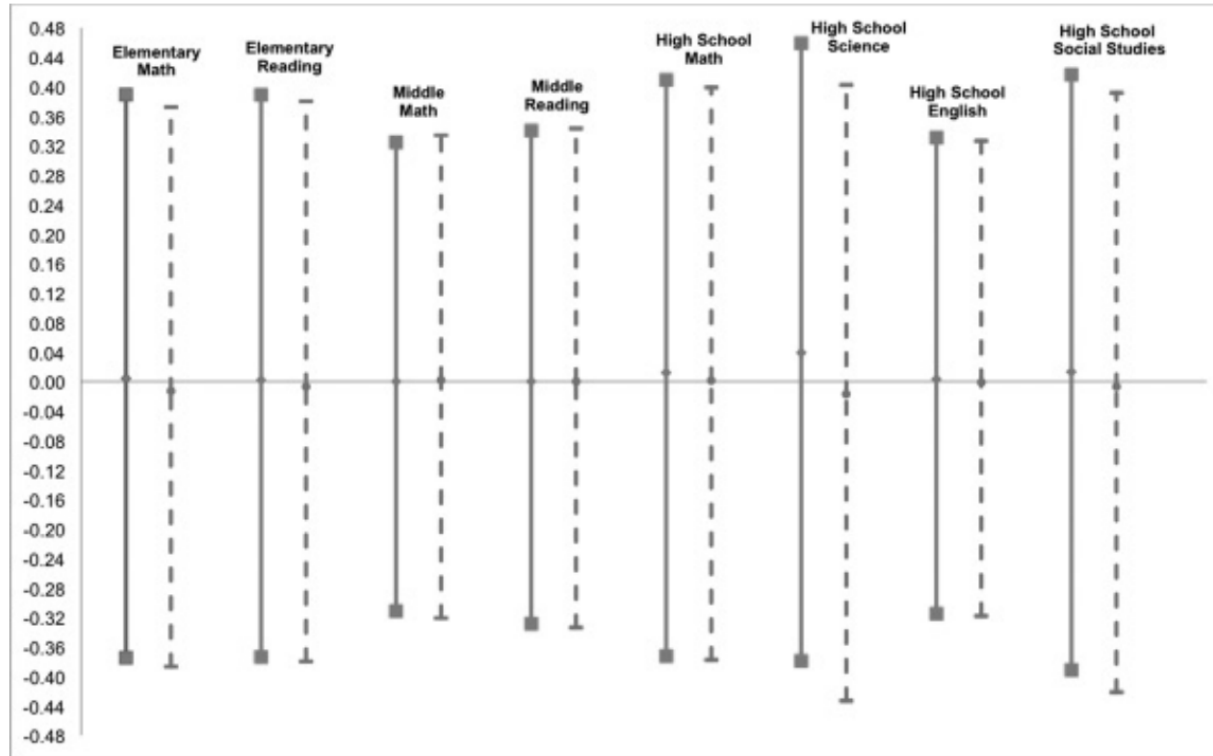 0.48
0.44
0.40
0.36
0.32
0.28
0.24
0.20
0.16
0.12
0.08
0.04
0.00
-0.04
-0.08
-0.12
-0.16
-0.20
-0.24
-0.28
-0.32
-0.36
-0.40
-0.44
-0.48
Elementary
Math
Elementary
Reading
Middle
Math
Middle
Reading
High School
Math
High School
Science
High School
English
High School
Social Studies